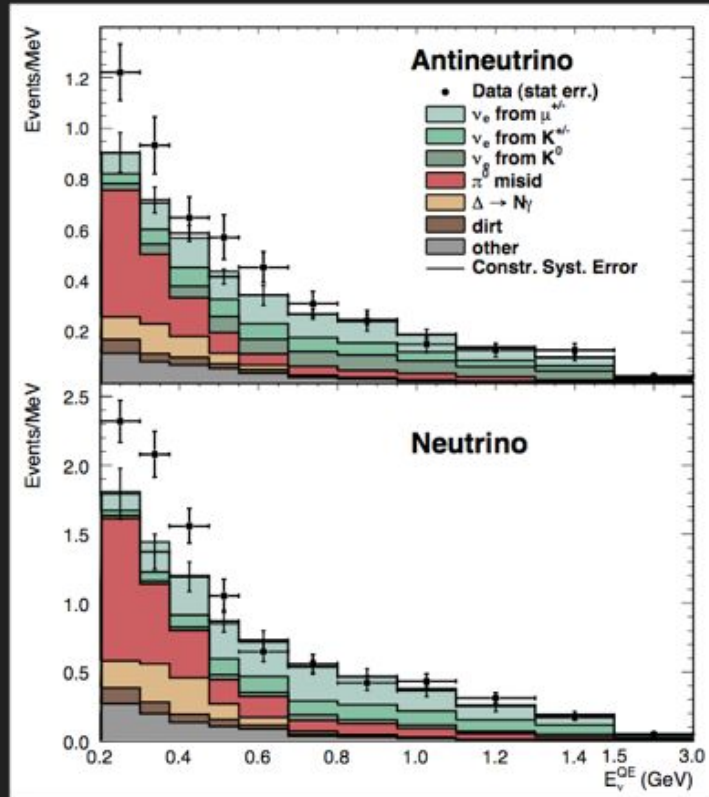 Events/MeV
1.2
1.0
0.8
0.6
0.4
0.2
Antineutrino
Data (stat err.)
νe from μ+/-
νe from K+/-
νe from K0
π0 misid
Δ → Nγ
dirt
other
Constr. Syst. Error
Events/MeV
2.5
2.0
1.5
1.0
0.5
0.0
Neutrino
0.2 0.4 0.6 0.8 1.0 1.2 1.4 1.5 3.0
EνQE (GeV)